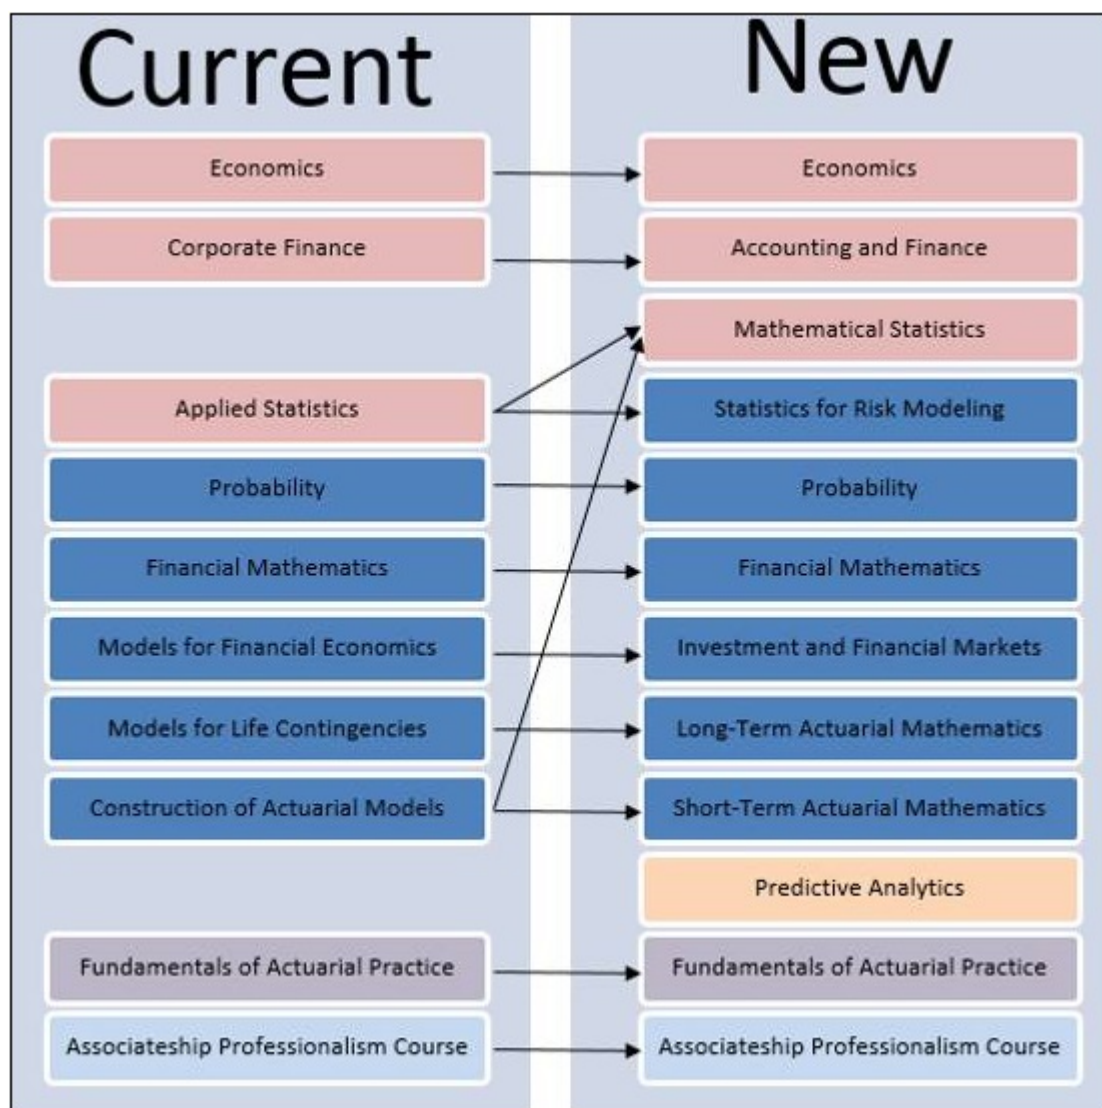 Current
New
Economics
Economics
Corporate Finance
Accounting and Finance
Mathematical Statistics
Applied Statistics
Statistics for Risk Modeling
Probability
Probability
Financial Mathematics
Financial Mathematics
Models for Financial Economics
Investment and Financial Markets
Models for Life Contingencies
Long-Term Actuarial Mathematics
Construction of Actuarial Models
Short-Term Actuarial Mathematics
Predictive Analytics
Fundamentals of Actuarial Practice
Fundamentals of Actuarial Practice
Associateship Professionalism Course
Associateship Professionalism Course